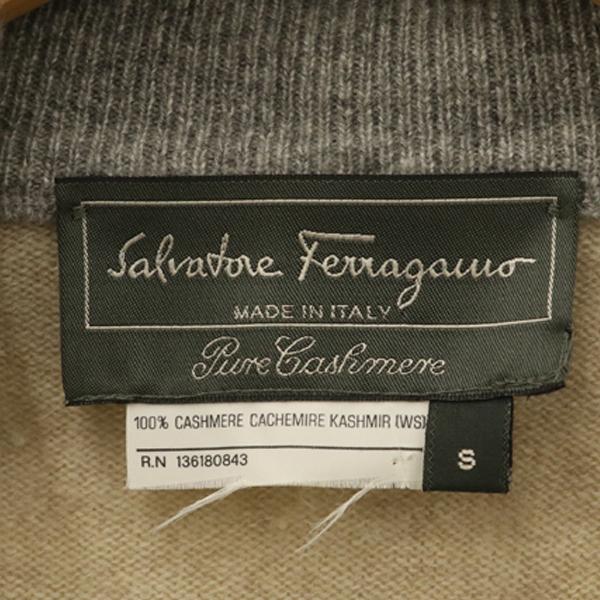 Salvatore Ferragamo
MADE IN ITALY
Pure Cashmere
100% CASHMERE CACHEMIRE KASHMIR (WS)
R.N 136180843
S